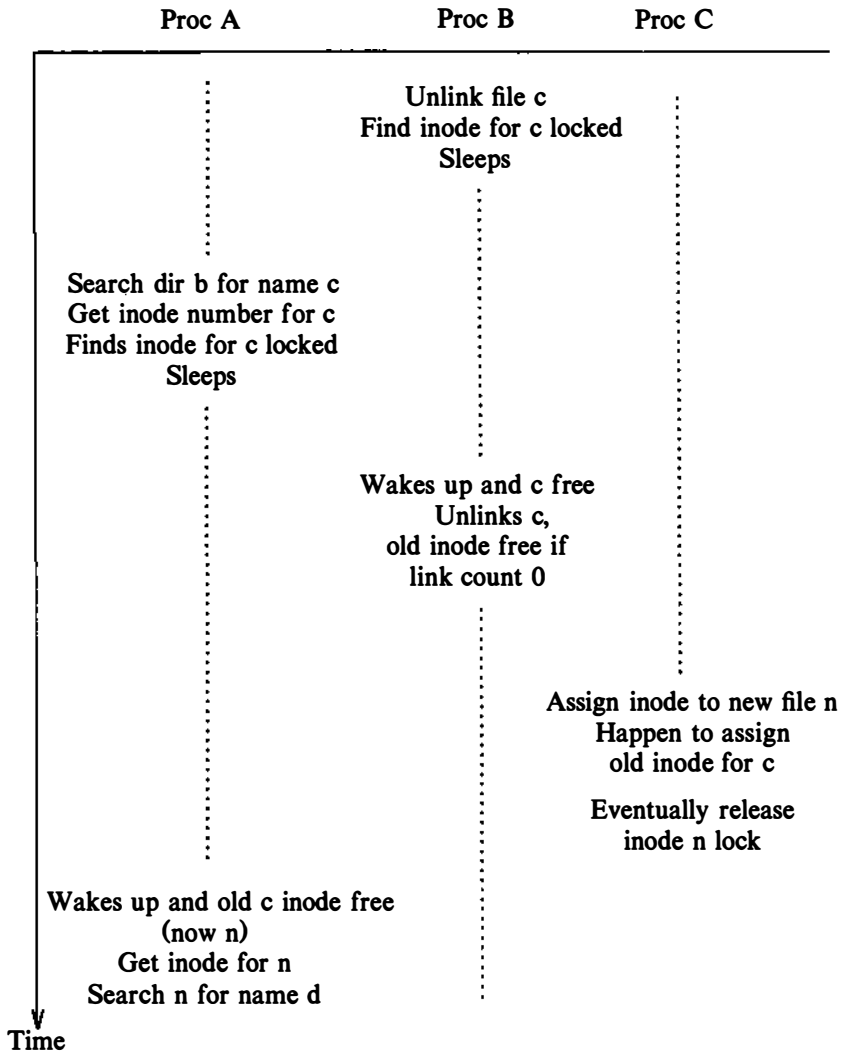 Proc A Proc B Proc C
Unlink file c
Find inode for c locked
Sleeps
Search dir b for name c
Get inode number for c
Finds inode for c locked
Sleeps
Wakes up and c free
Unlinks c,
old inode free if
link count 0
Assign inode to new file n
Happen to assign
old inode for c
Eventually release
inode n lock
Wakes up and old c inode free
(now n)
Get inode for n
Search n for name d
Time